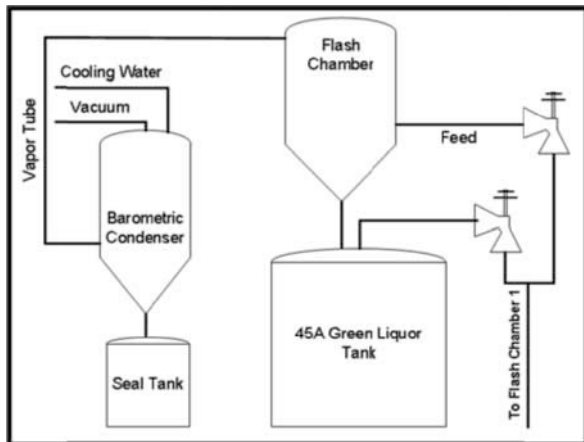 Flash
Chamber
Cooling Water
Vacuum
Vapor Tube
Feed
Barometric
Condenser
45A Green Liquor
Tank
Seal Tank
To Flash Chamber 1